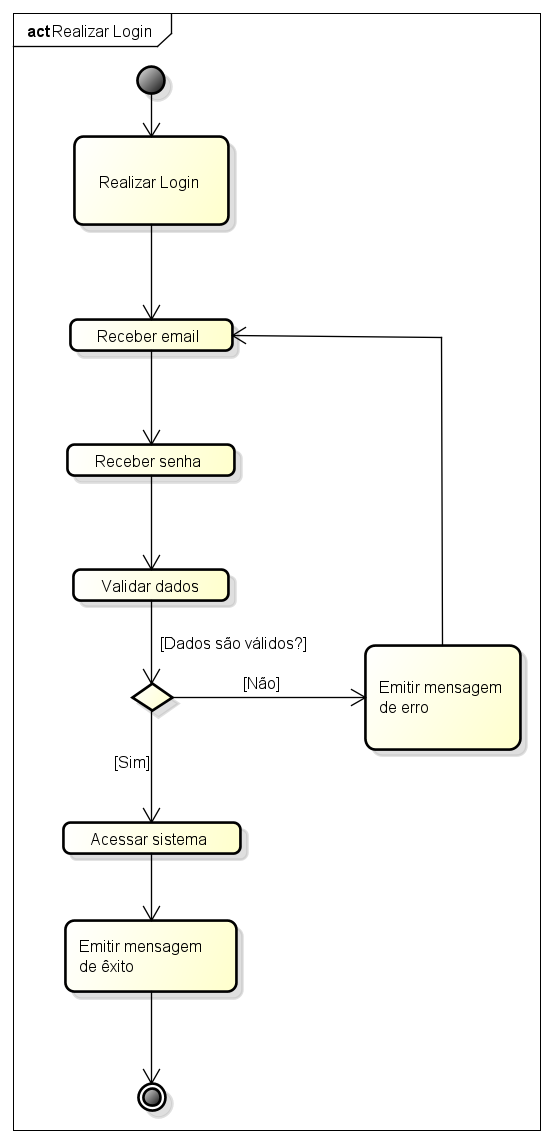 act Realizar Login
Realizar Login
Receber email
Receber senha
Validar dados
[Dados são válidos?]
[Não]
Emitir mensagem
de erro
[Sim]
Acessar sistema
Emitir mensagem
de êxito